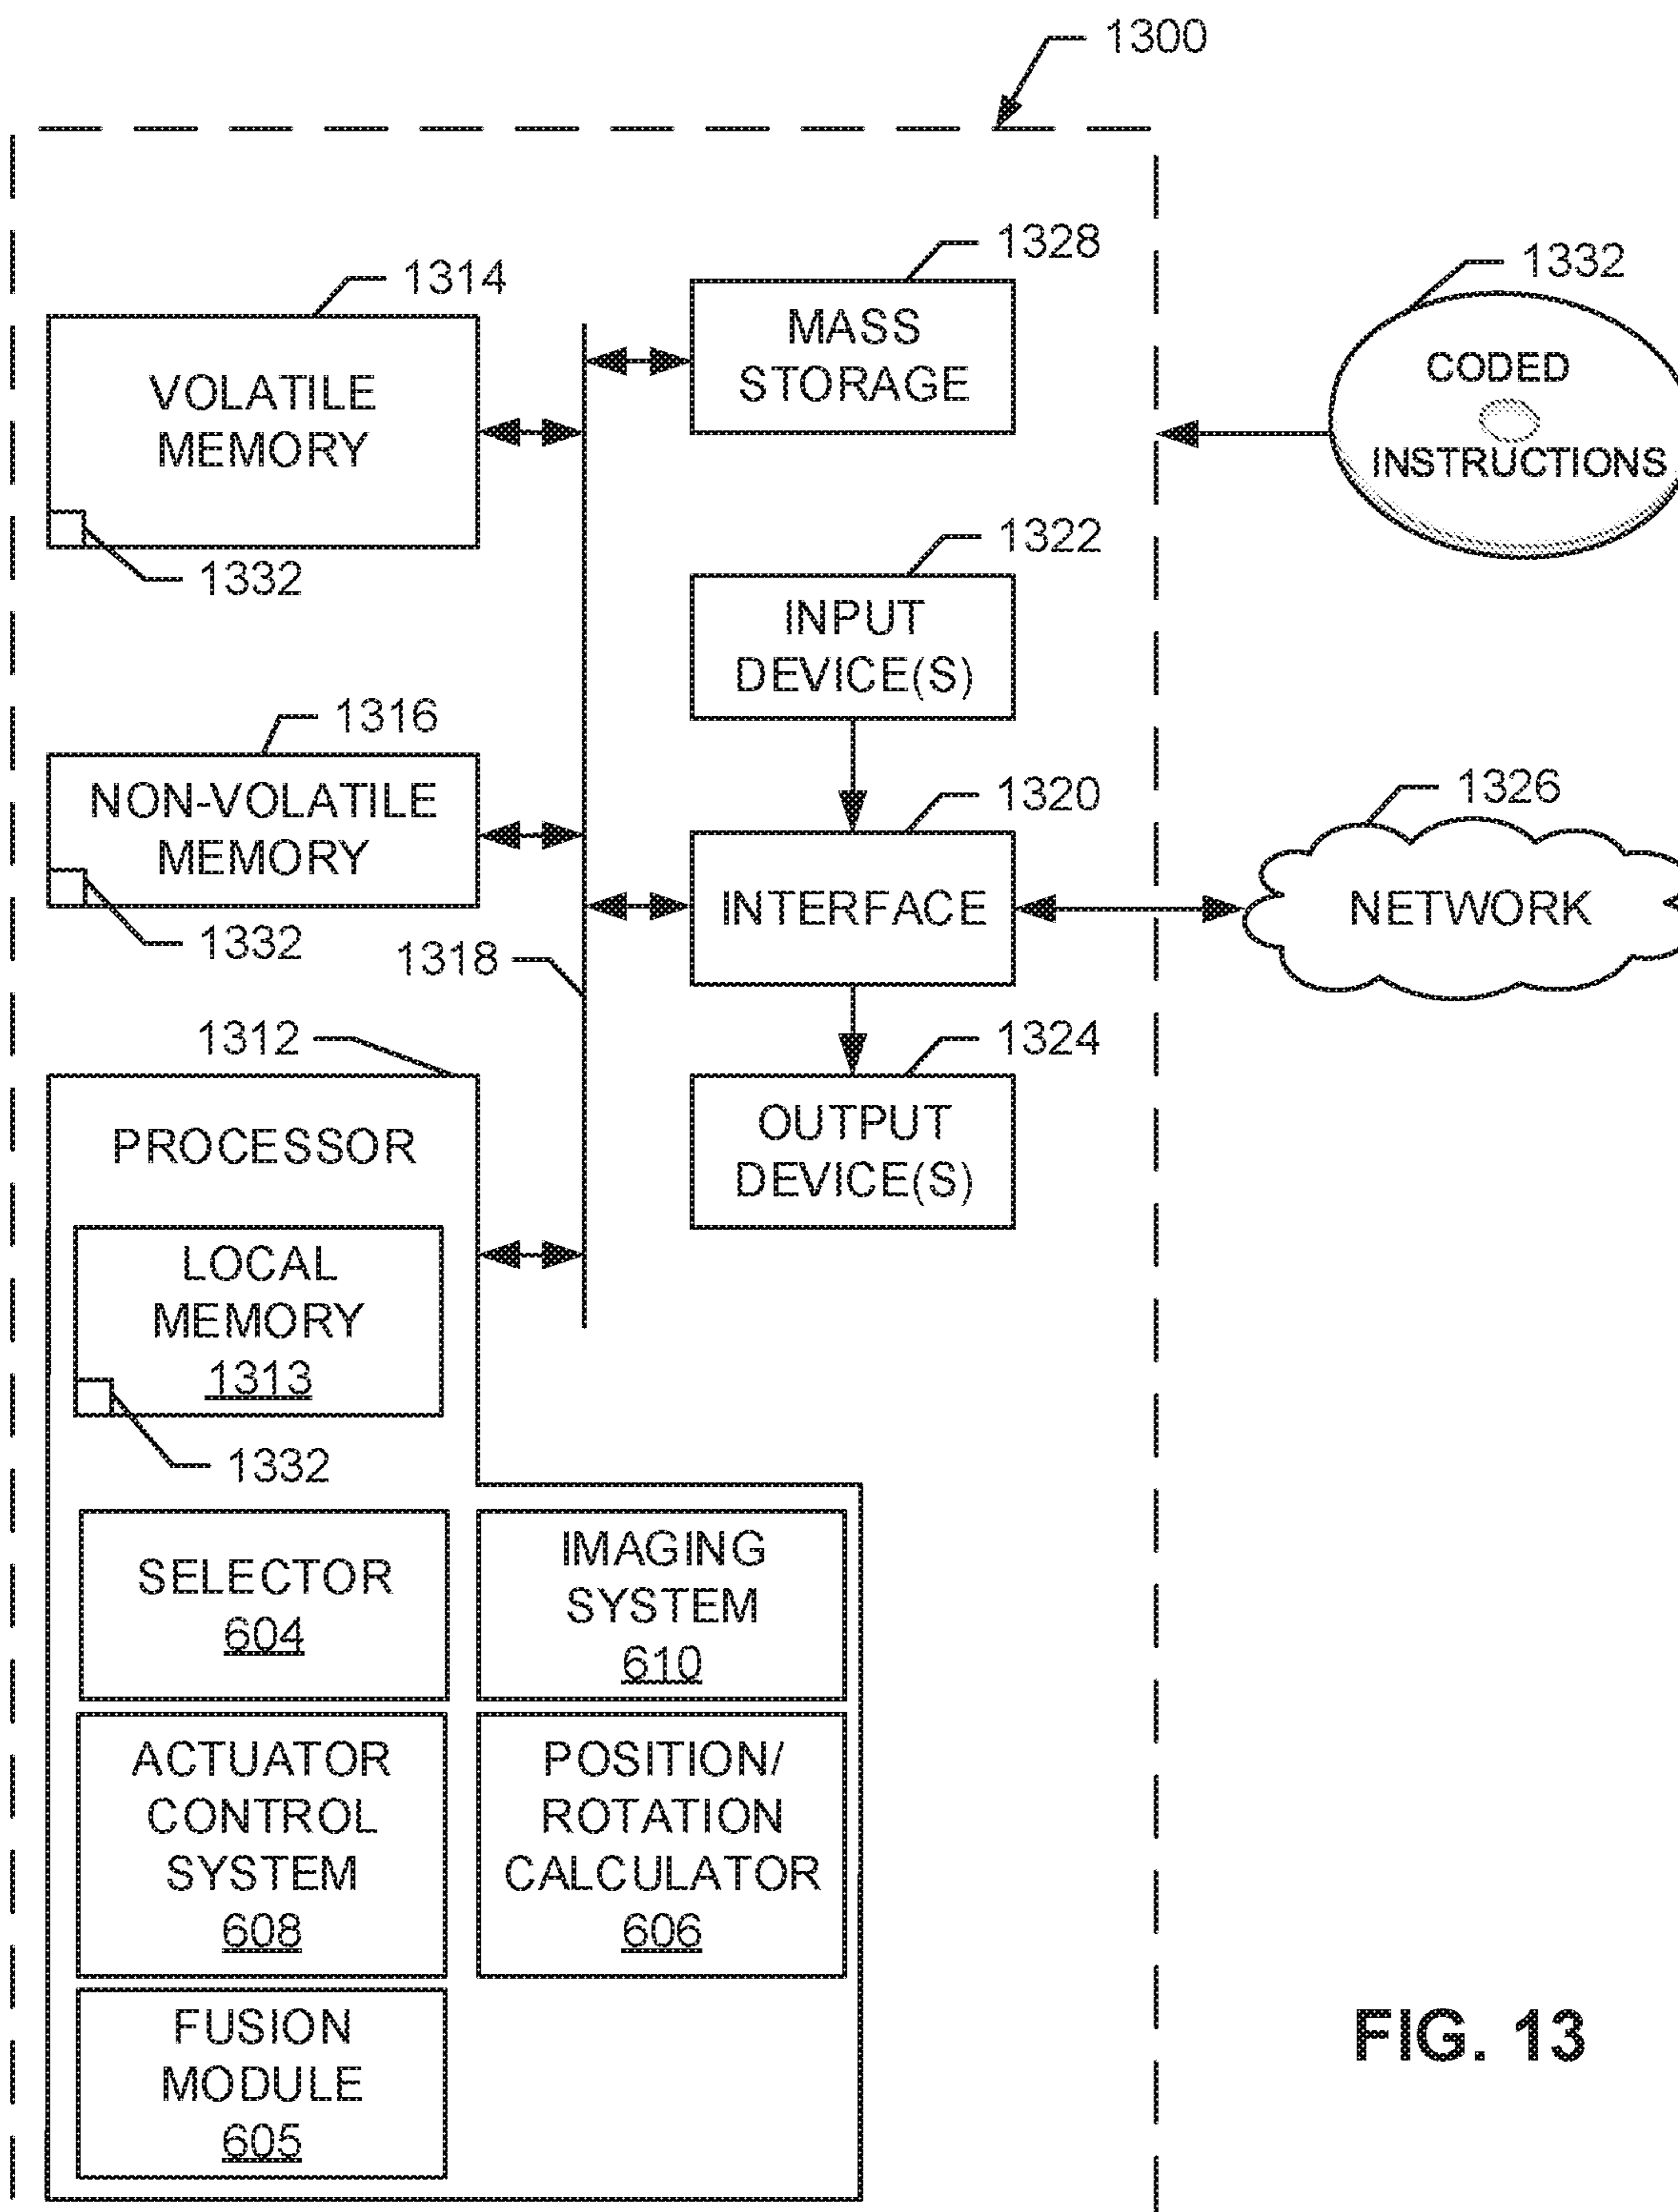 1300
1328
1314
1332
MASS
STORAGE
VOLATILE
MEMORY
CODED
INSTRUCTIONS
1332
1322
INPUT
DEVICE(S)
1316
NON-VOLATILE
MEMORY
1332
1320
INTERFACE
1326
NETWORK
1318
1312
1324
OUTPUT
DEVICE(S)
PROCESSOR
LOCAL
MEMORY
1313
1332
SELECTOR
604
IMAGING
SYSTEM
610
ACTUATOR
CONTROL
SYSTEM
608
POSITION/
ROTATION
CALCULATOR
606
FUSION
MODULE
605
FIG. 13